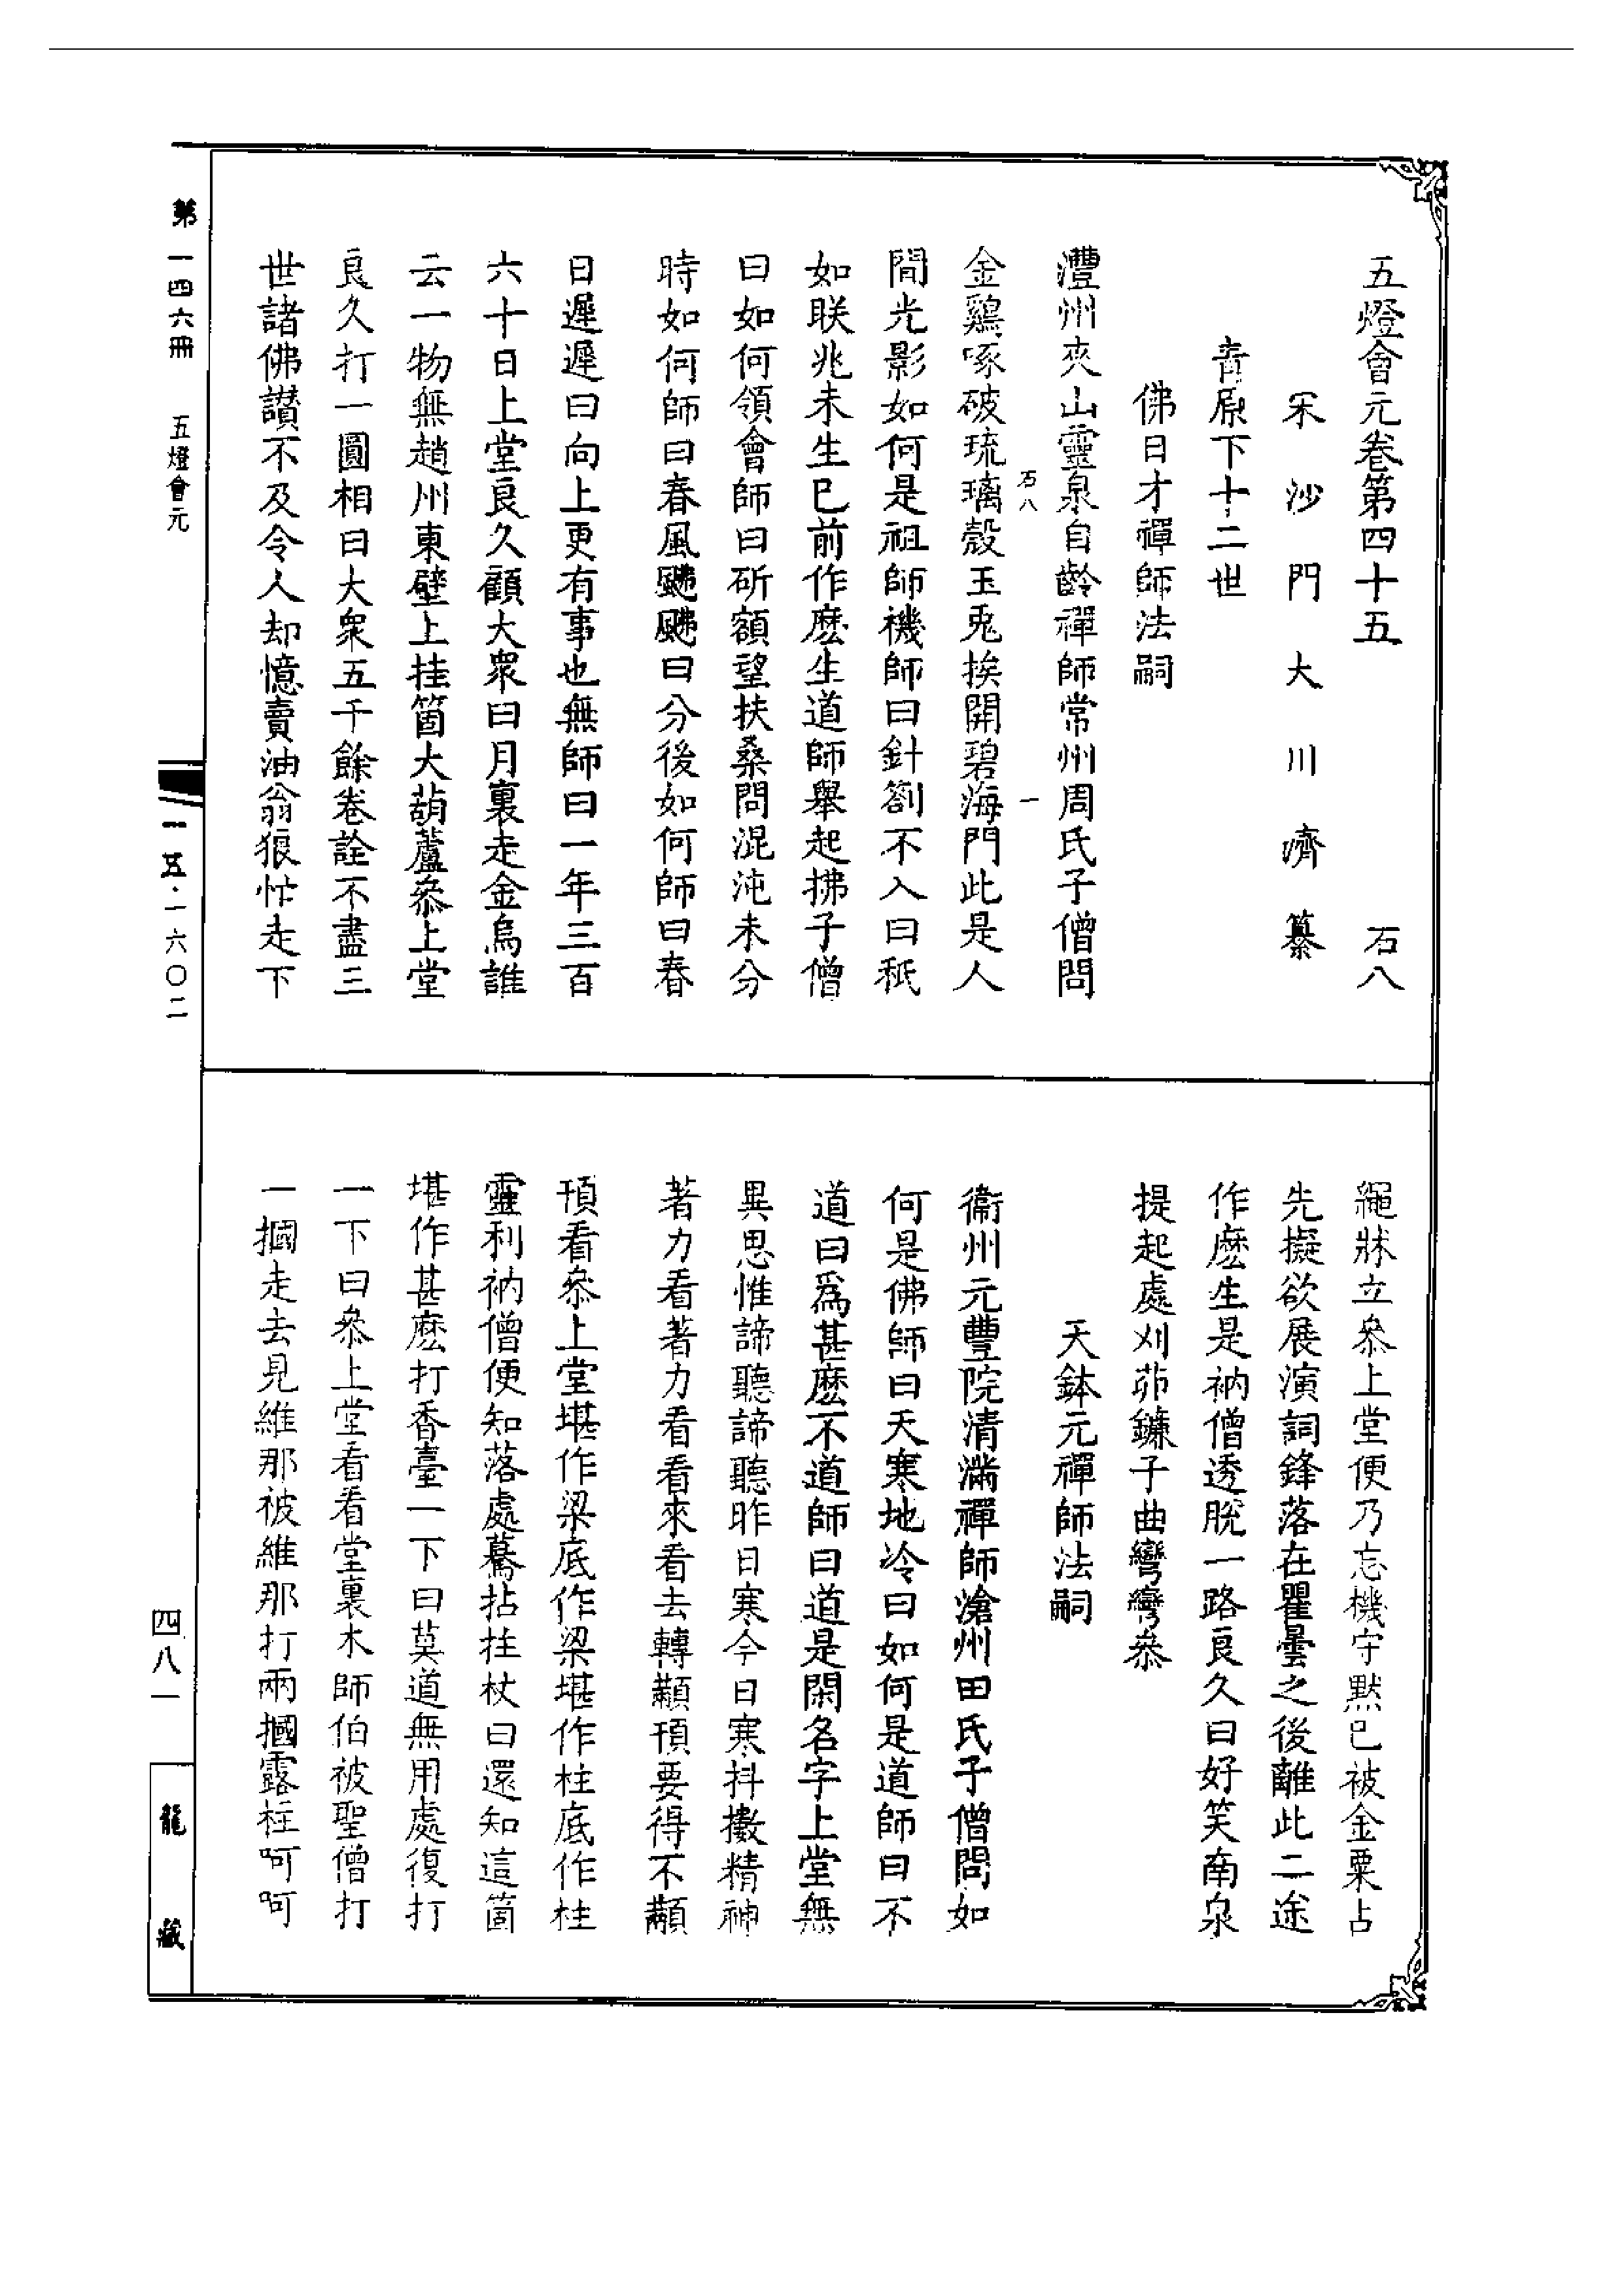 五燈會元卷第四十五　石八
宋沙門大川濟纂
青原下十二世
佛日才禪師法嗣
澧州夾山靈泉自齡禪師常州周氏子僧問
石八　一
金鷄啄破琉璃殼玉兎挨開碧海門此是人
間光影如何是祖師機師曰針劄不入曰秖
如朕兆未生已前作麽生道師舉起拂子僧
曰如何領會師曰斫額望扶桑問混沌未分
時如何師曰春風颺颺曰分後如何師曰春
日遲遲曰向上更有事也無師曰一年三百
六十日上堂良久顧大衆曰月裏走金烏誰
云一物無趙州東壁上挂箇大葫蘆叅上堂
良久打一圓相曰大衆五千餘卷詮不盡三
世諸佛讃不及令人却憶賣油翁狼忙走下
繩牀立叅上堂便乃忘機守黙已被金粟占
先擬欲展演詞鋒落在瞿曇之後離此二途
作麽生是衲僧透脫一路良久曰好笑南泉
提起處刈茆鐮子曲彎彎叅
天鉢元禪師法嗣
衞州元豐院清滿禪師滄州田氏子僧問如
何是佛師曰天寒地冷曰如何是道師曰不
道曰爲甚麽不道師曰道是閑名字上堂無
異思惟諦聽諦聽昨日寒今日寒抖擻精神
著力看著力看看來看去轉顢頇要得不顢
頇看叅上堂堪作梁底作梁堪作柱底作柱
靈利衲僧便知落處驀拈拄杖曰還知這箇
堪作甚麽打香臺一下曰莫道無用處復打
一下曰叅上堂看看堂裏木師伯被聖僧打
一摑走去見維那被維那打兩摑露柱呵呵
第一四六冊　五燈會元　一一五·一六〇二
四八一　龍藏